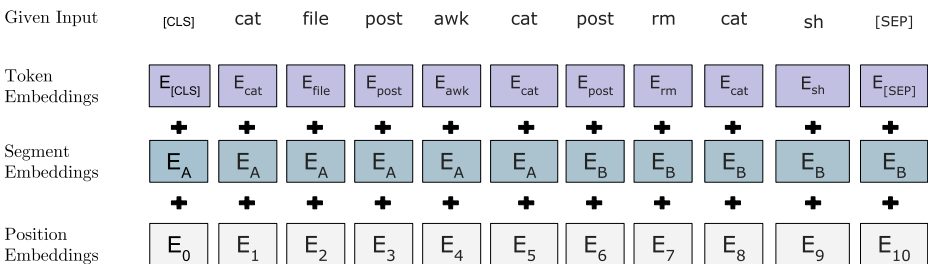 Given Input [CLS] cat file post awk cat post rm cat sh [SEP]
Token
Embeddings
E[CLS] Ecat Efile Epost Eawk Ecat Epost Erm Ecat Esh E[SEP]
+ + + + + + + + + + +
Segment
Embeddings
EA EA EA EA EA EA EB EB EB EB EB
+ + + + + + + + + + +
Position
Embeddings
E0 E1 E2 E3 E4 E5 E6 E7 E8 E9 E10